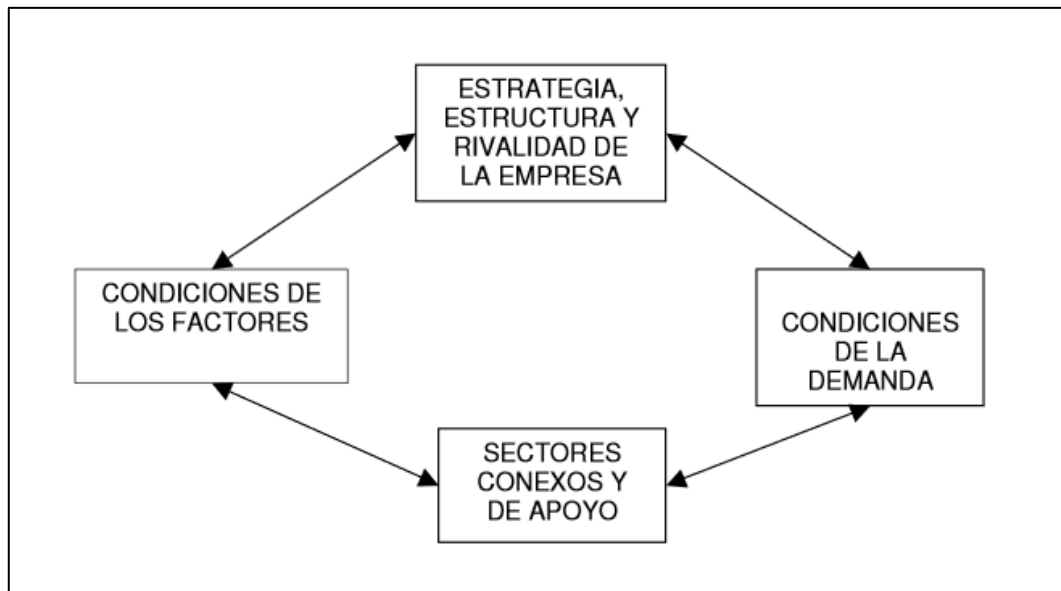 ESTRATEGIA,
ESTRUCTURA Y
RIVALIDAD DE
LA EMPRESA
CONDICIONES DE
LOS FACTORES
CONDICIONES
DE LA
DEMANDA
SECTORES
CONEXOS Y
DE APOYO